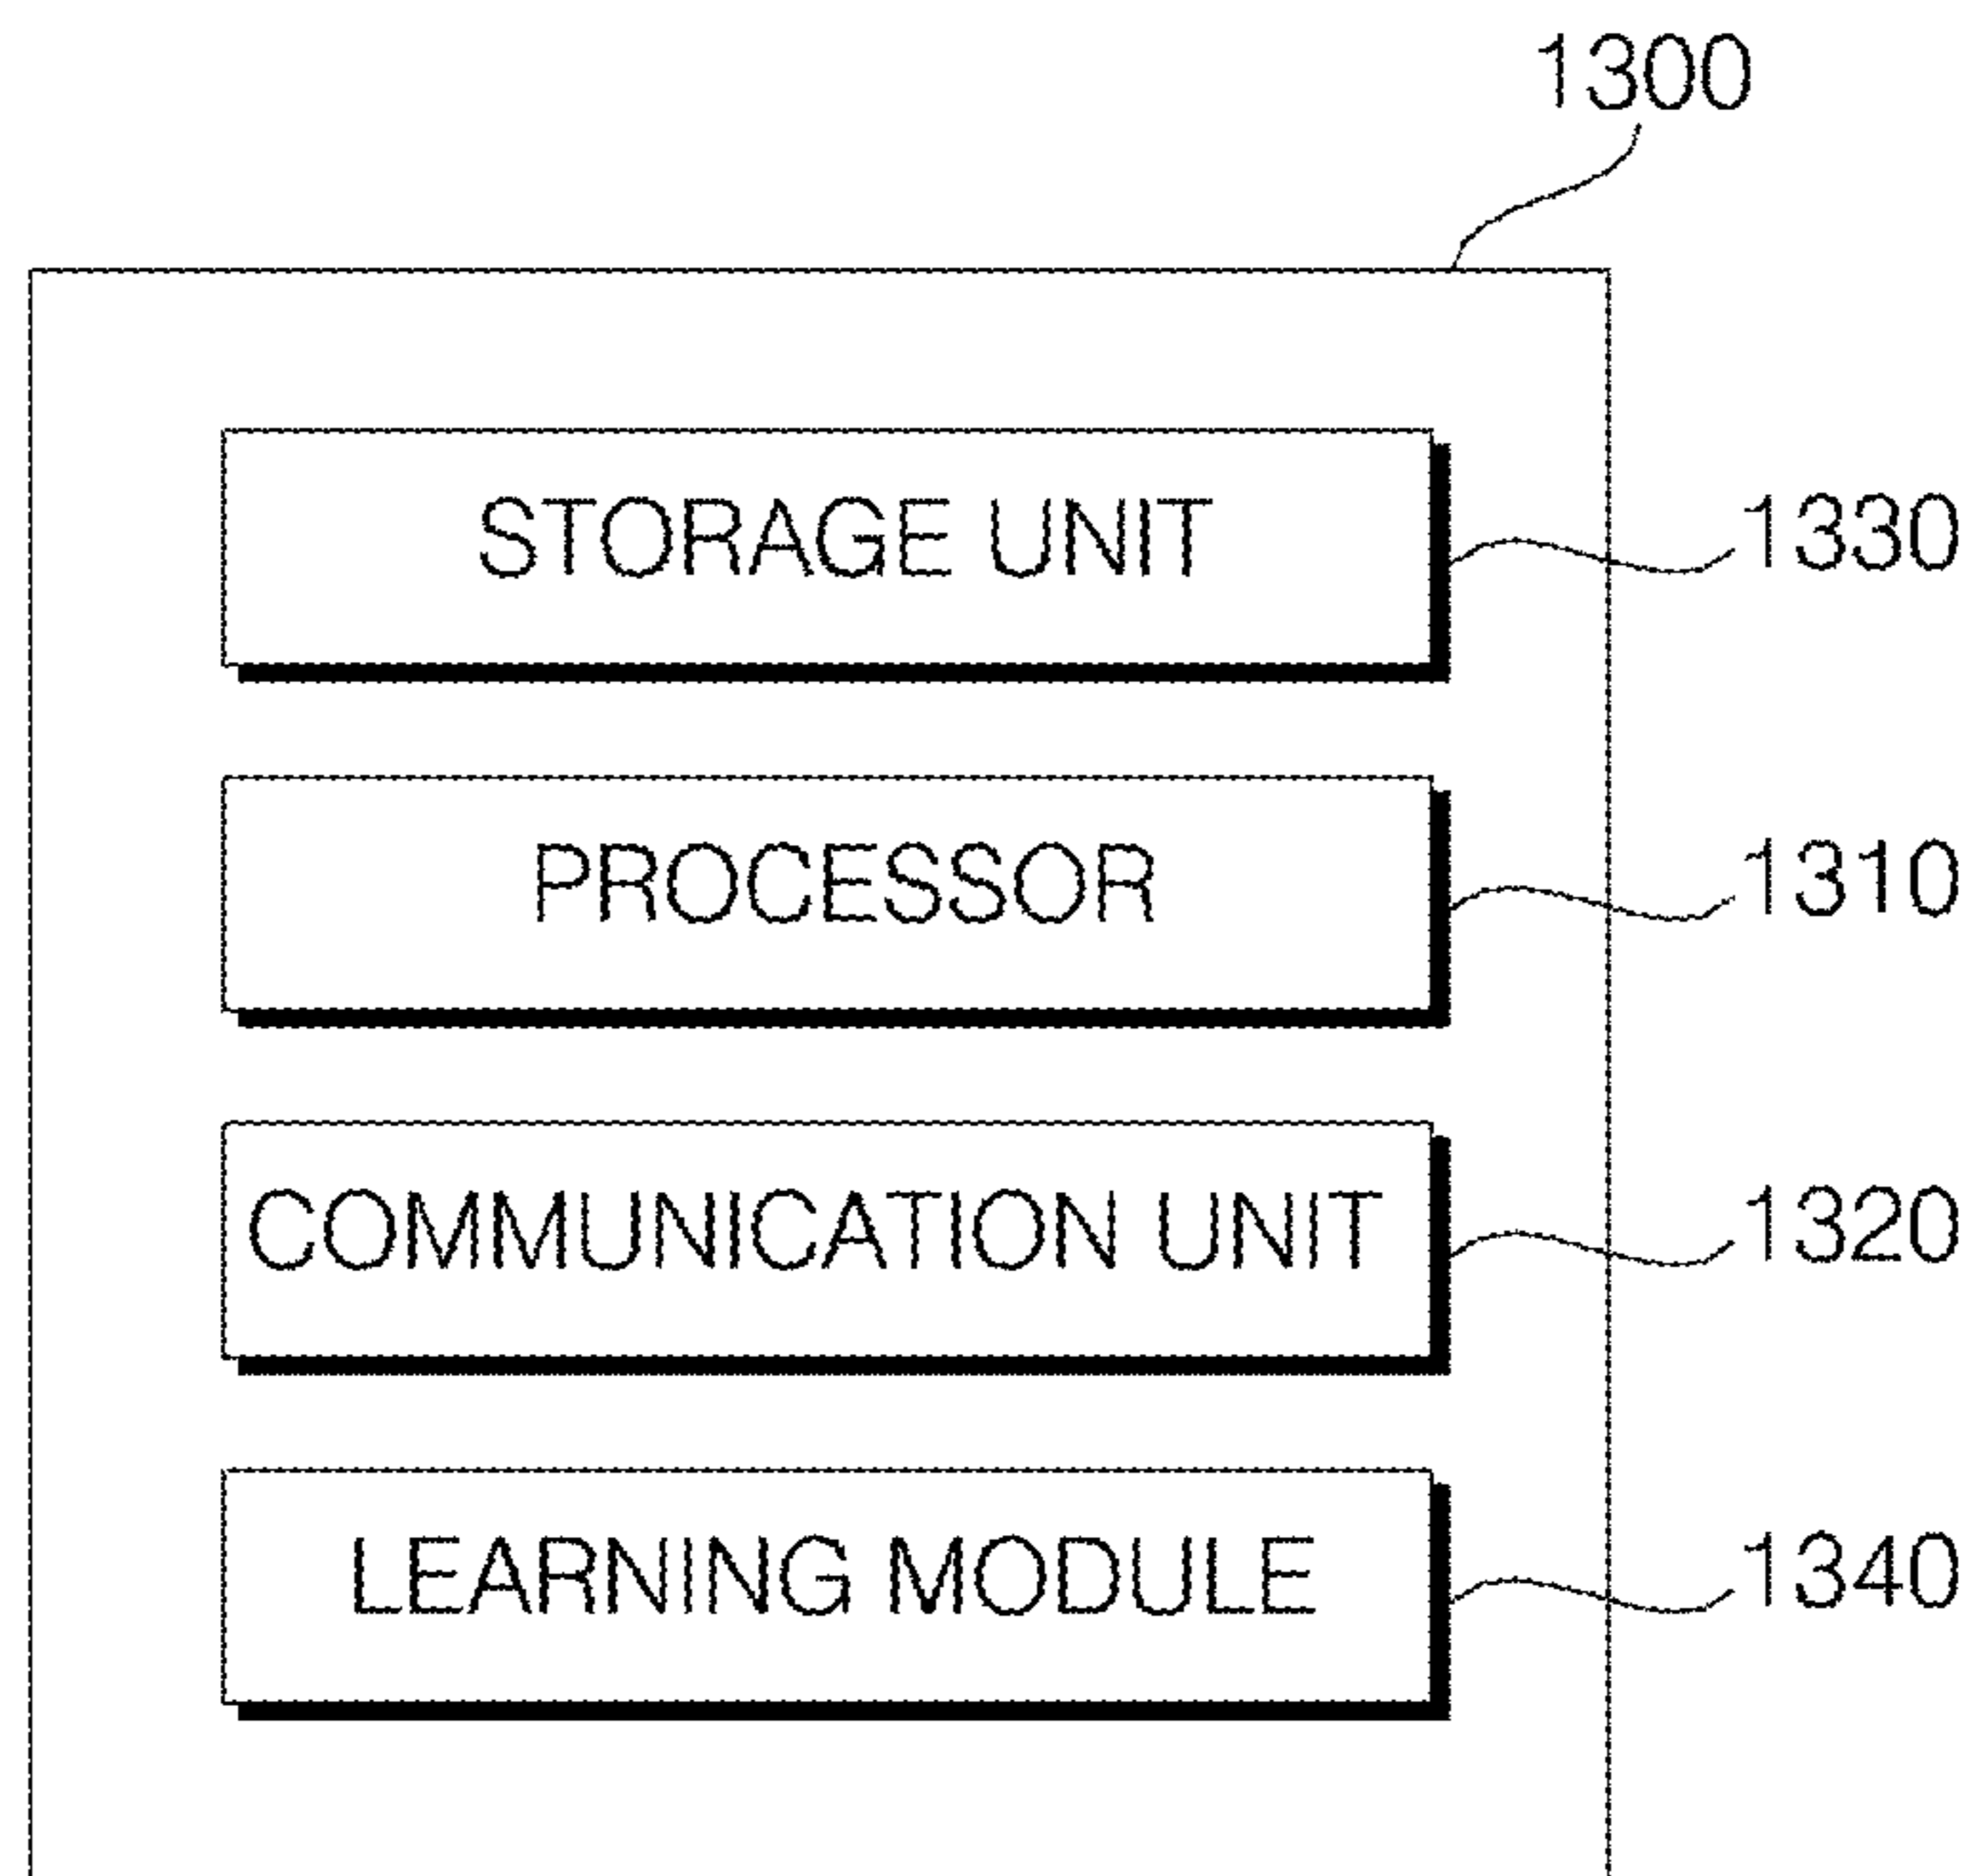 1300
STORAGE UNIT
1330
PROCESSOR
1310
COMMUNICATION UNIT
1320
LEARNING MODULE
1340